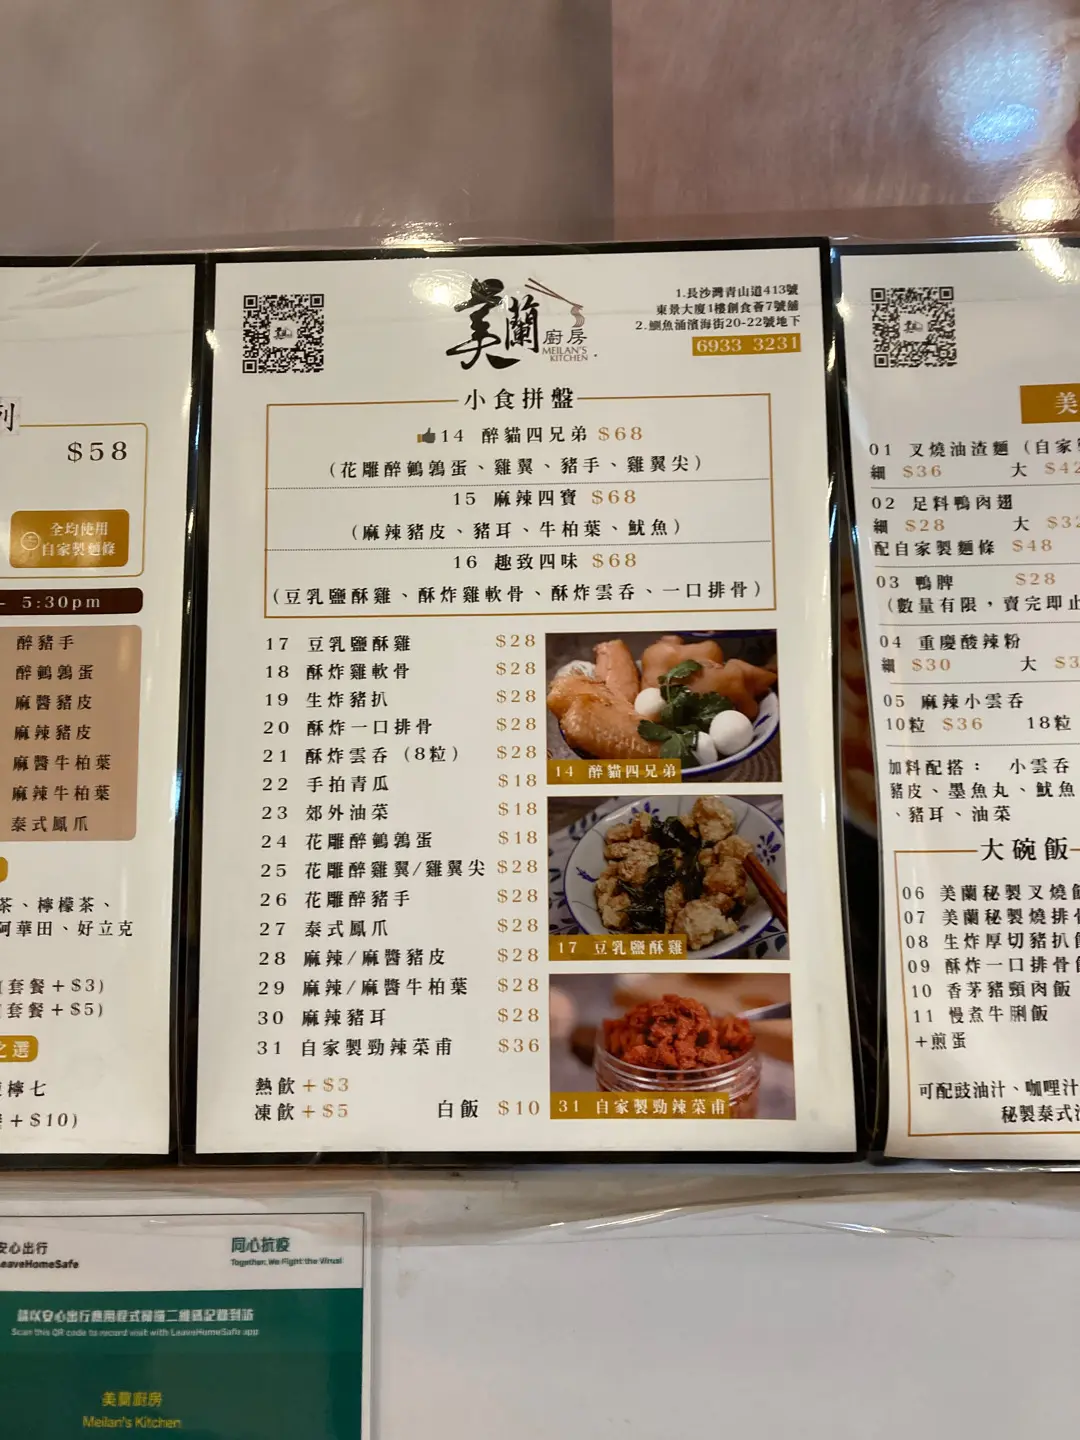 列
$58
全均使用
自家製麵條
- 5:30pm
醉豬手
醉鵪鶉蛋
麻醬豬皮
麻辣豬皮
麻醬牛柏葉
麻辣牛柏葉
泰式鳳爪
茶、檸檬茶、
阿華田、好立克
套餐+$3)
套餐+$5)
之選
檸七
+$10)
美蘭
廚房
MEILAN'S
KITCHEN
1.長沙灣青山道413號
東景大廈1樓創食薈7號舖
2.鰂魚涌濱海街20-22號地下
6933 3231
小食拼盤
14 醉貓四兄弟 $68
(花雕醉鵪鶉蛋、雞翼、豬手、雞翼尖)
15 麻辣四寶 $68
(麻辣豬皮、豬耳、牛柏葉、魷魚)
16 趣致四味 $68
(豆乳鹽酥雞、酥炸雞軟骨、酥炸雲吞、一口排骨)
17 豆乳鹽酥雞 $28
18 酥炸雞軟骨 $28
19 生炸豬扒 $28
20 酥炸一口排骨 $28
21 酥炸雲吞 (8粒) $28
22 手拍青瓜 $18
23 郊外油菜 $18
24 花雕醉鵪鶉蛋 $18
25 花雕醉雞翼/雞翼尖 $28
26 花雕醉豬手 $28
27 泰式鳳爪 $28
28 麻辣/麻醬豬皮 $28
29 麻辣/麻醬牛柏葉 $28
30 麻辣豬耳 $28
31 自家製勁辣菜甫 $36
熱飲+$3
凍飲+$5 白飯 $10
14 醉貓四兄弟
17 豆乳鹽酥雞
31 自家製勁辣菜甫
美
01 叉燒油渣麵 (自家
細 $36 大 $42
02 足料鴨肉翅
細 $28 大 $32
配自家製麵條 $48
03 鴨脾 $28
(數量有限,賣完即止
04 重慶酸辣粉
細 $30 大 $3
05 麻辣小雲吞
10粒 $36 18粒
加料配搭: 小雲吞
豬皮、墨魚丸、魷魚
、豬耳、油菜
大碗飯
06 美蘭秘製叉燒飯
07 美蘭秘製燒排骨
08 生炸厚切豬扒飯
09 酥炸一口排骨飯
10 香茅豬頸肉飯
11 慢煮牛脷飯
+煎蛋
可配豉油汁、咖哩汁
秘製泰式
安心出行
LeaveHomeSafe
同心抗疫
Together, We Fight the Virus!
請以安心出行應用程式掃描二維碼記錄到訪
Scan this QR code to record visit with LeaveHomeSafe app
美蘭廚房
Meilan's Kitchen